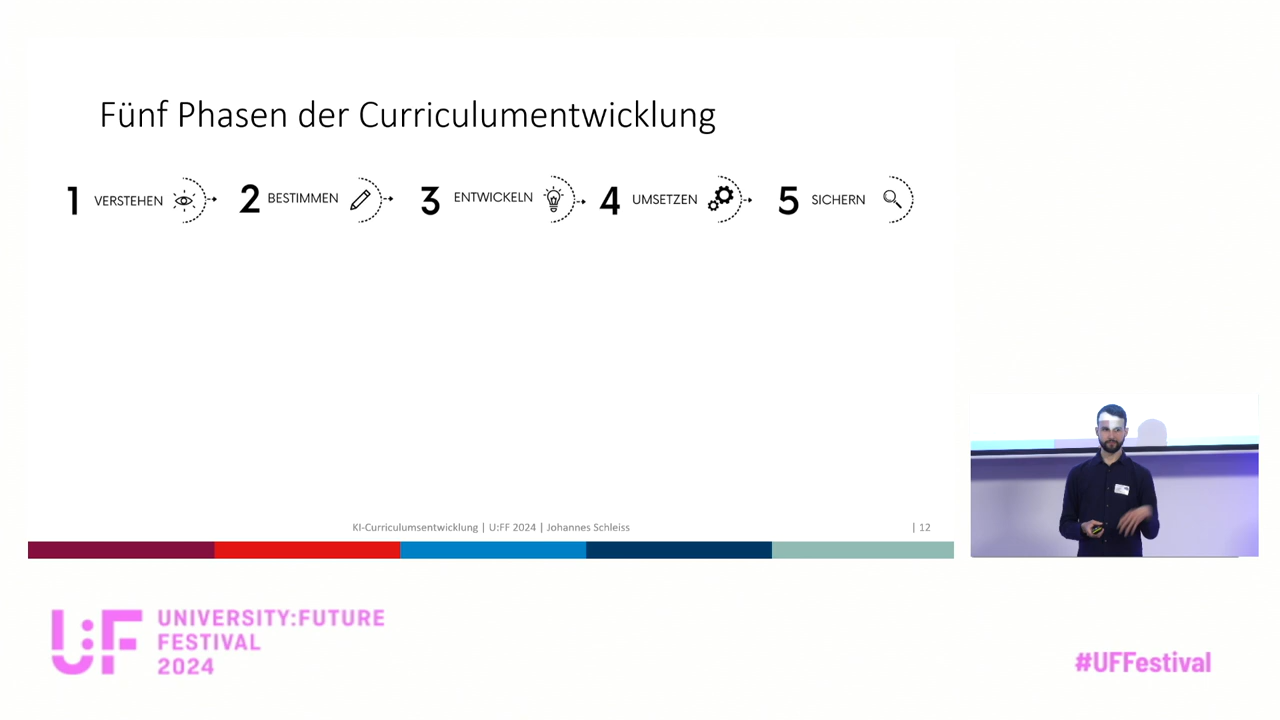 Fünf Phasen der Curriculumentwicklung
1 VERSTEHEN 2 BESTIMMEN 3 ENTWICKELN 4 UMSETZEN 5 SICHERN
KI-Curriculumsentwicklung | U:FF 2024 | Johannes Schleiss | 12
U:F UNIVERSITY:FUTURE
FESTIVAL
2024
#UFFestival